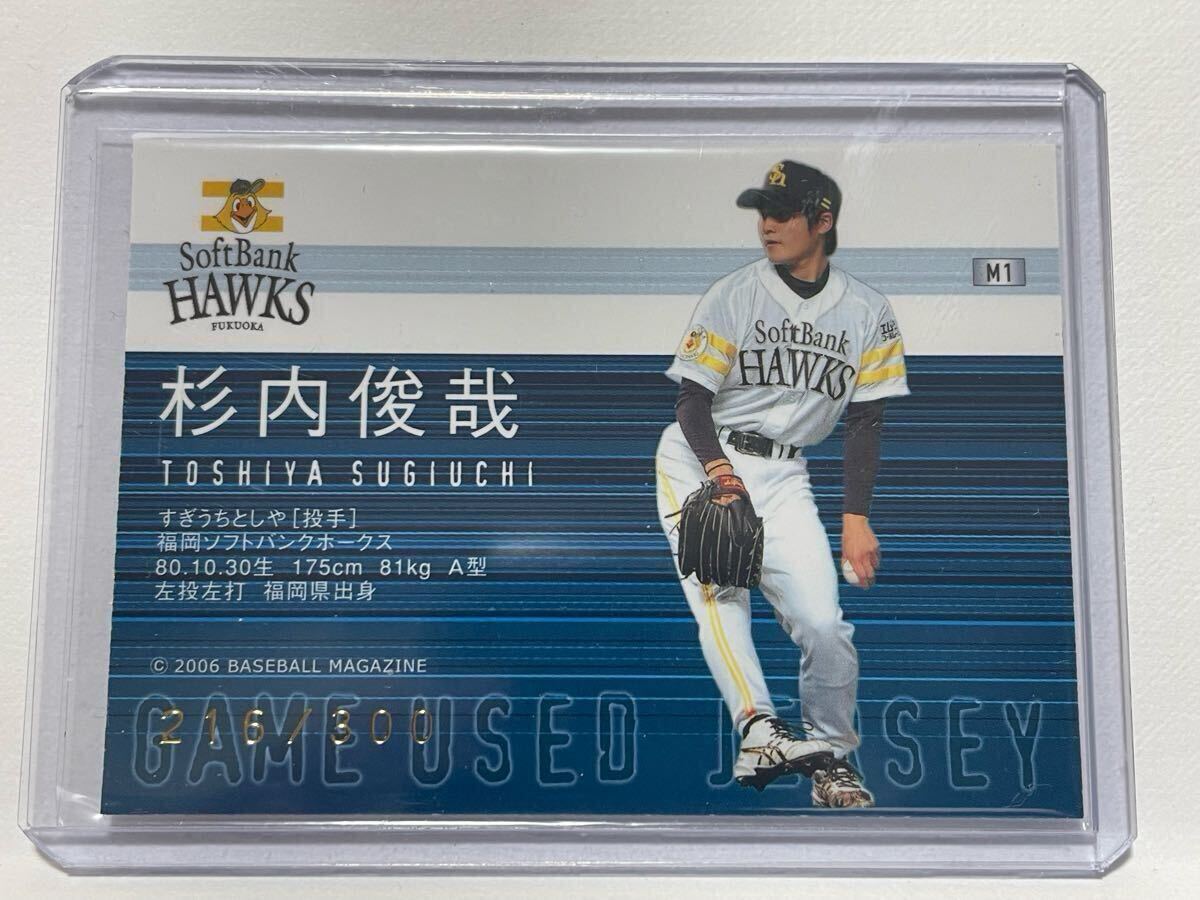 SoftBank
HAWKS
FUKUOKA
M1
SoftBank
HAWKS
杉内俊哉
TOSHIYA SUGIUCHI
すぎうちとしや［投手］
福岡ソフトバンクホークス
80.10.30生 175cm 81kg A型
左投左打 福岡県出身
© 2006 BASEBALL MAGAZINE
216/300
GAME USED JERSEY